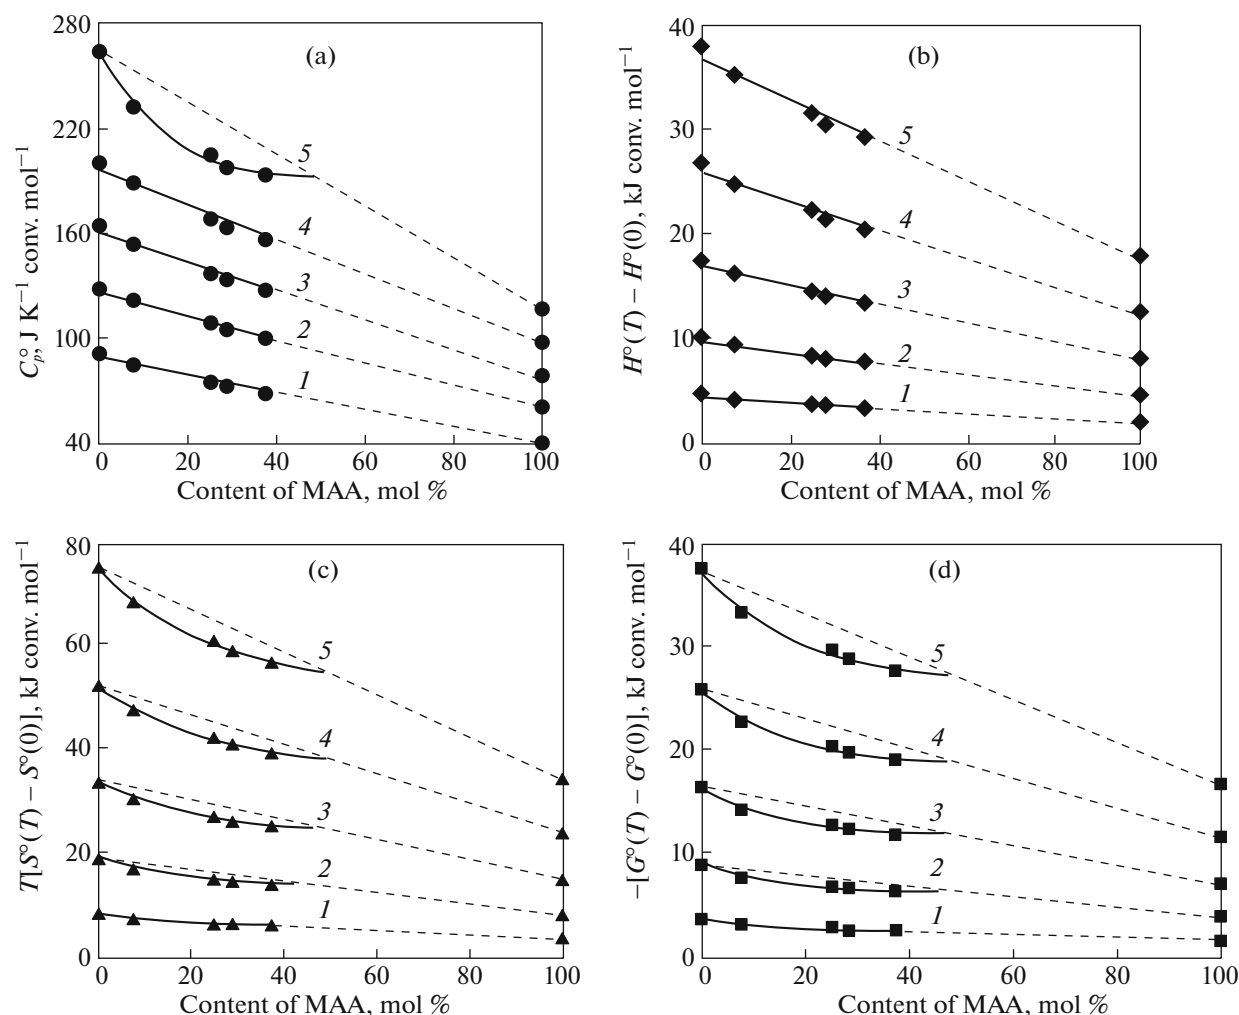 280
220
160
100
40
(a)
5
4
3
2
1
0 20 40 60 80 100
Content of MAA, mol %
C°p, J K−1 conv. mol−1
40
30
20
10
0
(b)
5
4
3
2
1
0 20 40 60 80 100
Content of MAA, mol %
H°(T) − H°(0), kJ conv. mol−1
80
60
40
20
0
(c)
5
4
3
2
1
0 20 40 60 80 100
Content of MAA, mol %
T[S°(T) − S°(0)], kJ conv. mol−1
40
30
20
10
0
(d)
5
4
3
2
1
0 20 40 60 80 100
Content of MAA, mol %
−[G°(T) − G°(0)], kJ conv. mol−1